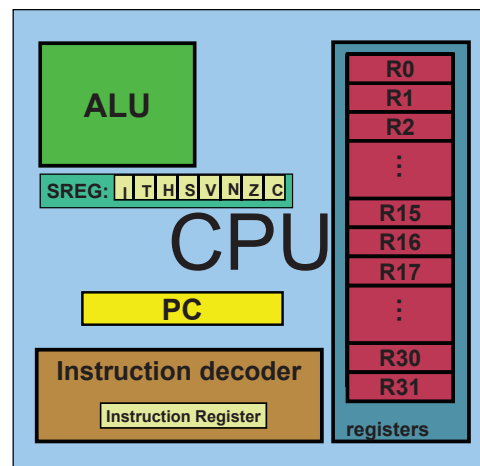 ALU
SREG: I T H S V N Z C
CPU
PC
Instruction decoder
Instruction Register
R0
R1
R2
⋮
R15
R16
R17
⋮
R30
R31
registers